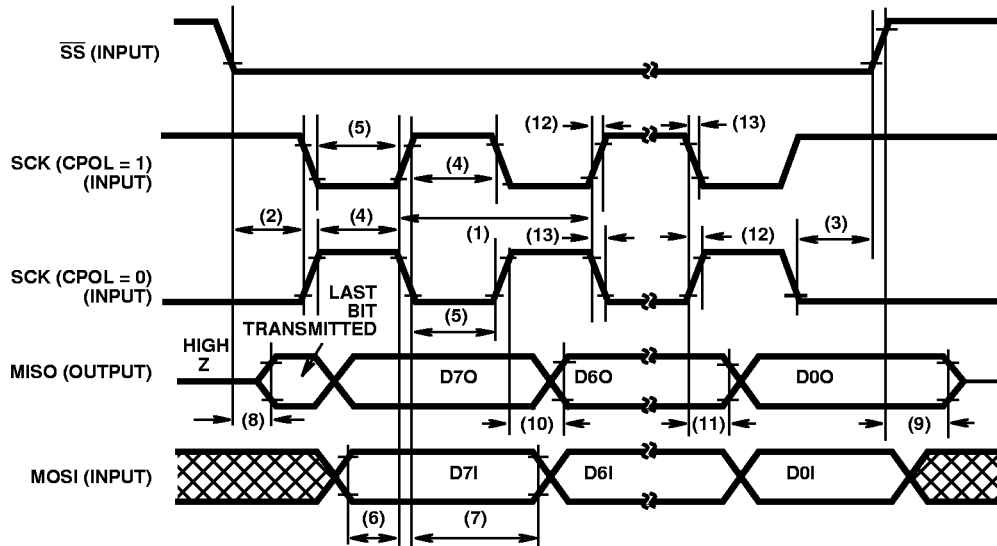 SS (INPUT)
(12) (13)
(5)
SCK (CPOL = 1)
(INPUT)
(4)
(2) (4) (1) (13) (12) (3)
SCK (CPOL = 0)
(INPUT)
LAST
BIT
TRANSMITTED
(5)
HIGH
Z
MISO (OUTPUT)
D7O D6O D0O
(8) (10) (11) (9)
MOSI (INPUT)
D7I D6I D0I
(6) (7)